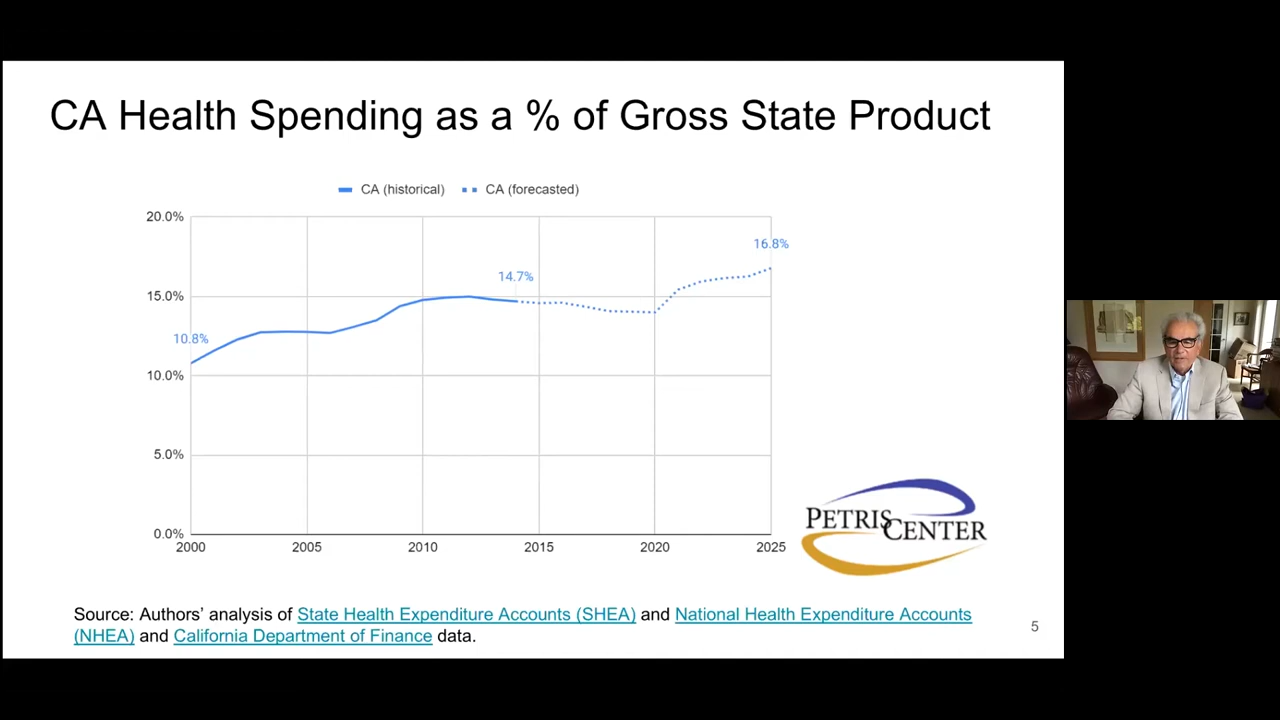 CA Health Spending as a % of Gross State Product
CA (historical) CA (forecasted)
20.0%
15.0%
10.0%
5.0%
0.0%
10.8%
14.7%
16.8%
2000 2005 2010 2015 2020 2025
PETRIS CENTER
Source: Authors’ analysis of State Health Expenditure Accounts (SHEA) and National Health Expenditure Accounts
(NHEA) and California Department of Finance data.
5